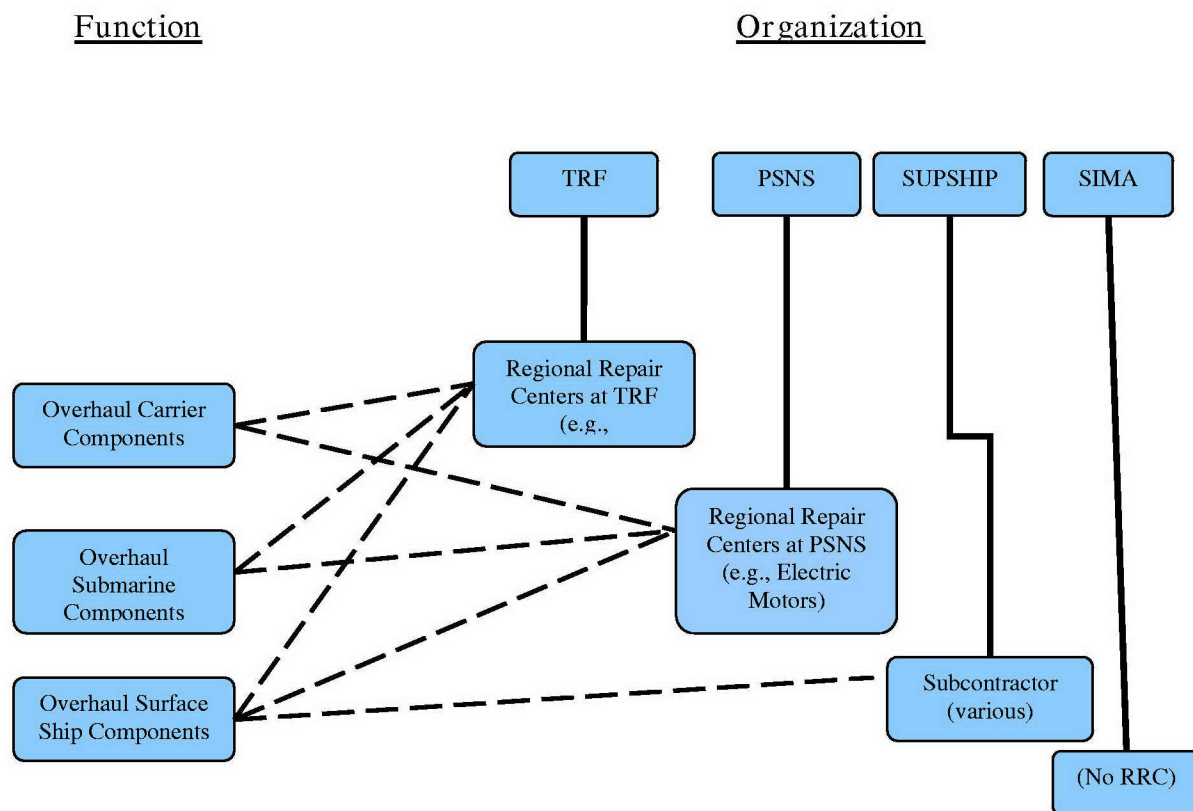 Function
Organization
TRF
PSNS
SUPSHIP
SIMA
Regional Repair
Centers at TRF
(e.g.,
Overhaul Carrier
Components
Regional Repair
Centers at PSNS
(e.g., Electric
Motors)
Overhaul
Submarine
Components
Overhaul Surface
Ship Components
Subcontractor
(various)
(No RRC)